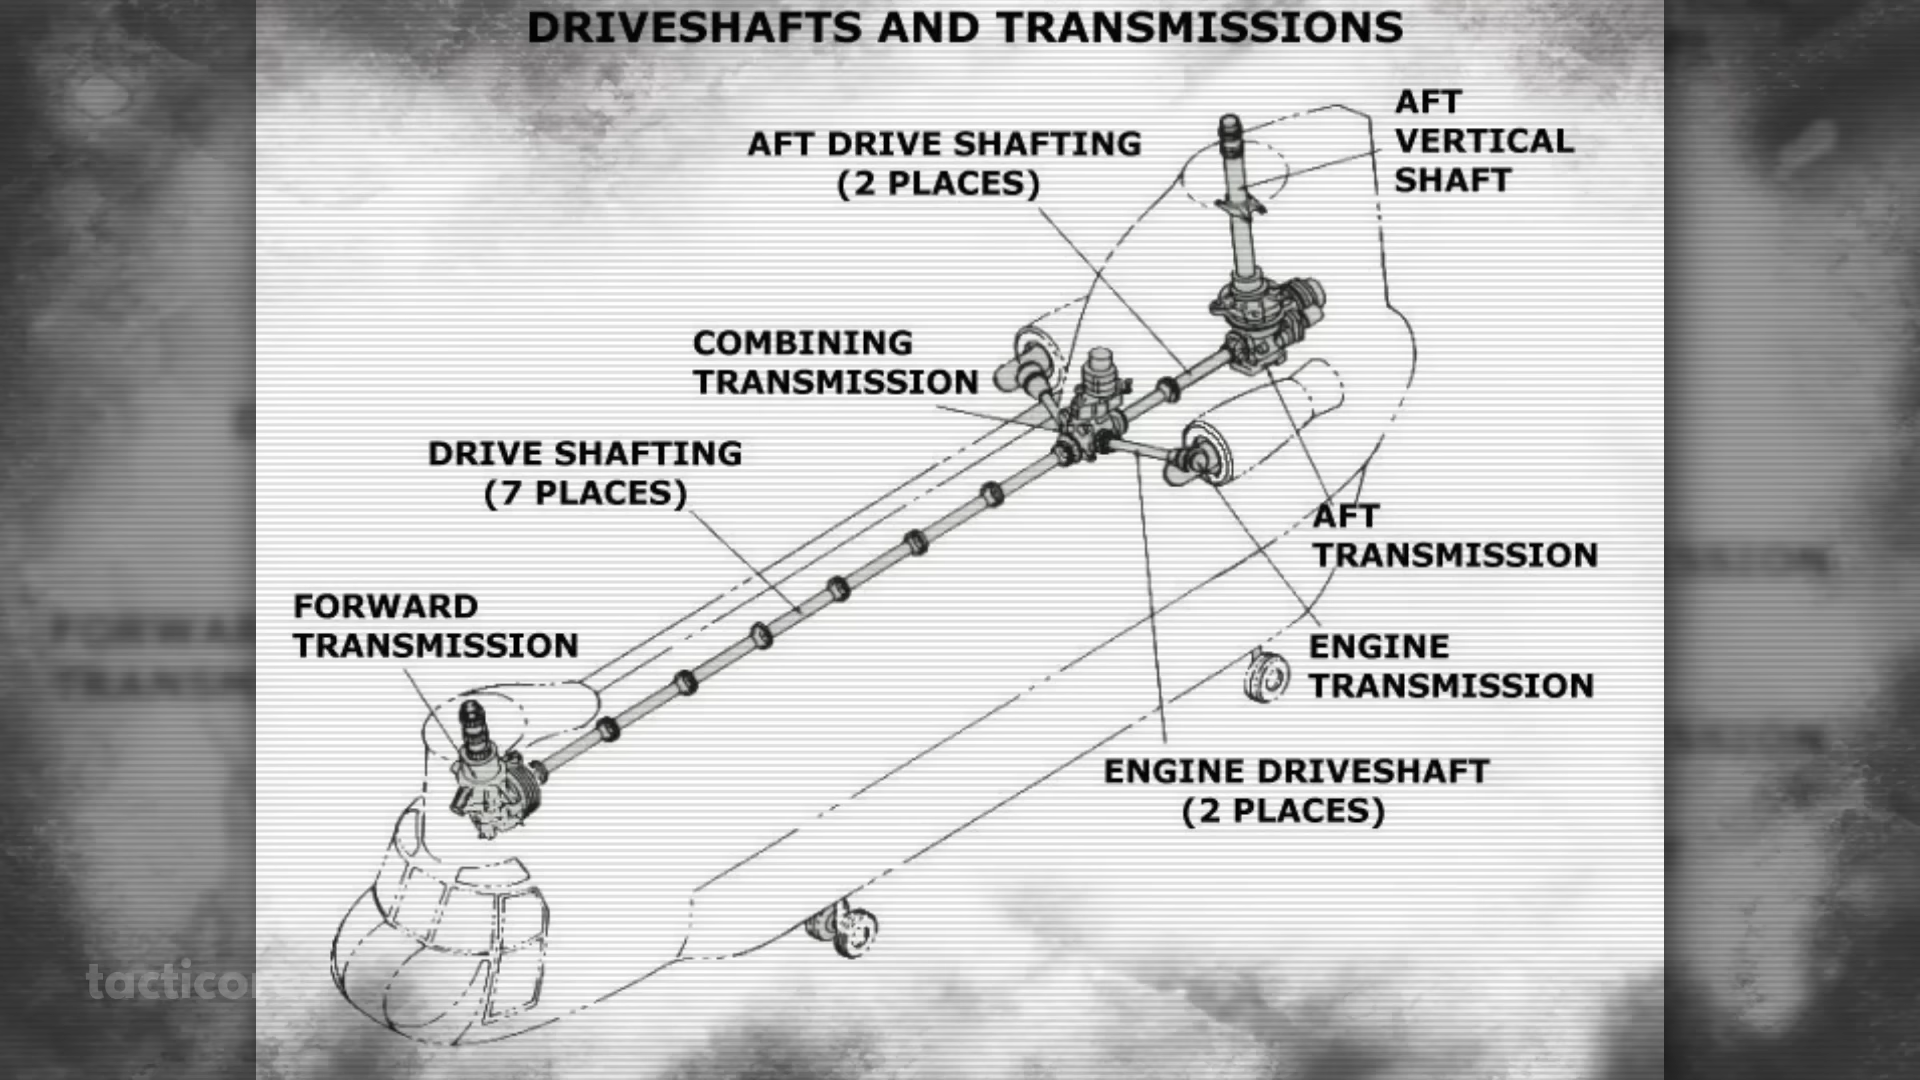 DRIVESHAFTS AND TRANSMISSIONS
AFT
VERTICAL
SHAFT
AFT DRIVE SHAFTING
(2 PLACES)
COMBINING
TRANSMISSION
DRIVE SHAFTING
(7 PLACES)
AFT
TRANSMISSION
FORWARD
TRANSMISSION
ENGINE
TRANSMISSION
ENGINE DRIVESHAFT
(2 PLACES)